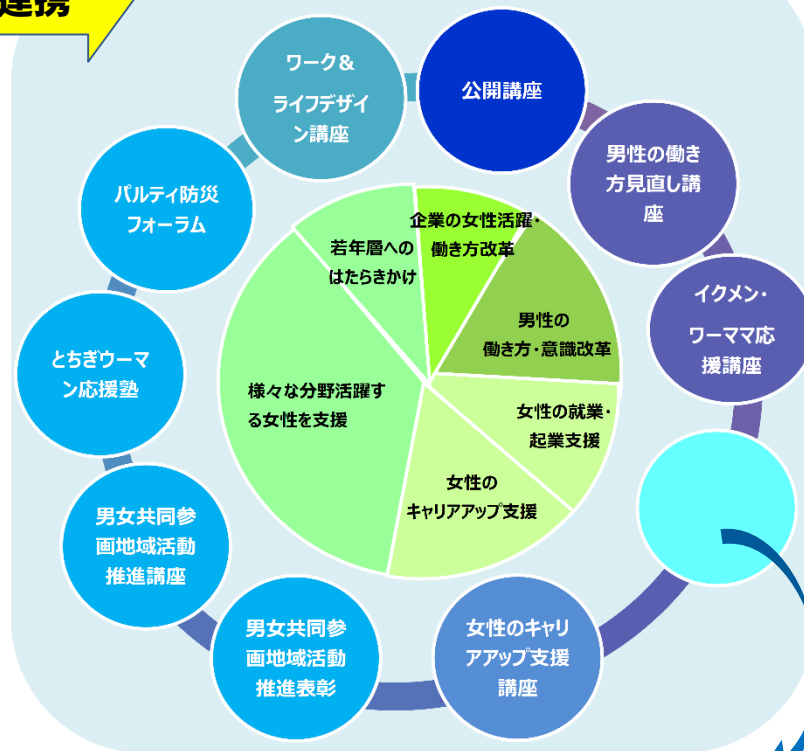 連携
ワーク＆
ライフデザイ
ン講座
公開講座
男性の働き
方見直し講
座
イクメン・
ワーママ応
援講座
女性のキャリ
アアップ支援
講座
男女共同参
画地域活動
推進表彰
男女共同参
画地域活動
推進講座
とちぎウーマ
ン応援塾
パルティ防災
フォーラム
企業の女性活躍・
働き方改革
男性の
働き方・意識改革
女性の就業・
起業支援
女性の
キャリアアップ支援
様々な分野活躍す
る女性を支援
若年層への
はたらきかけ